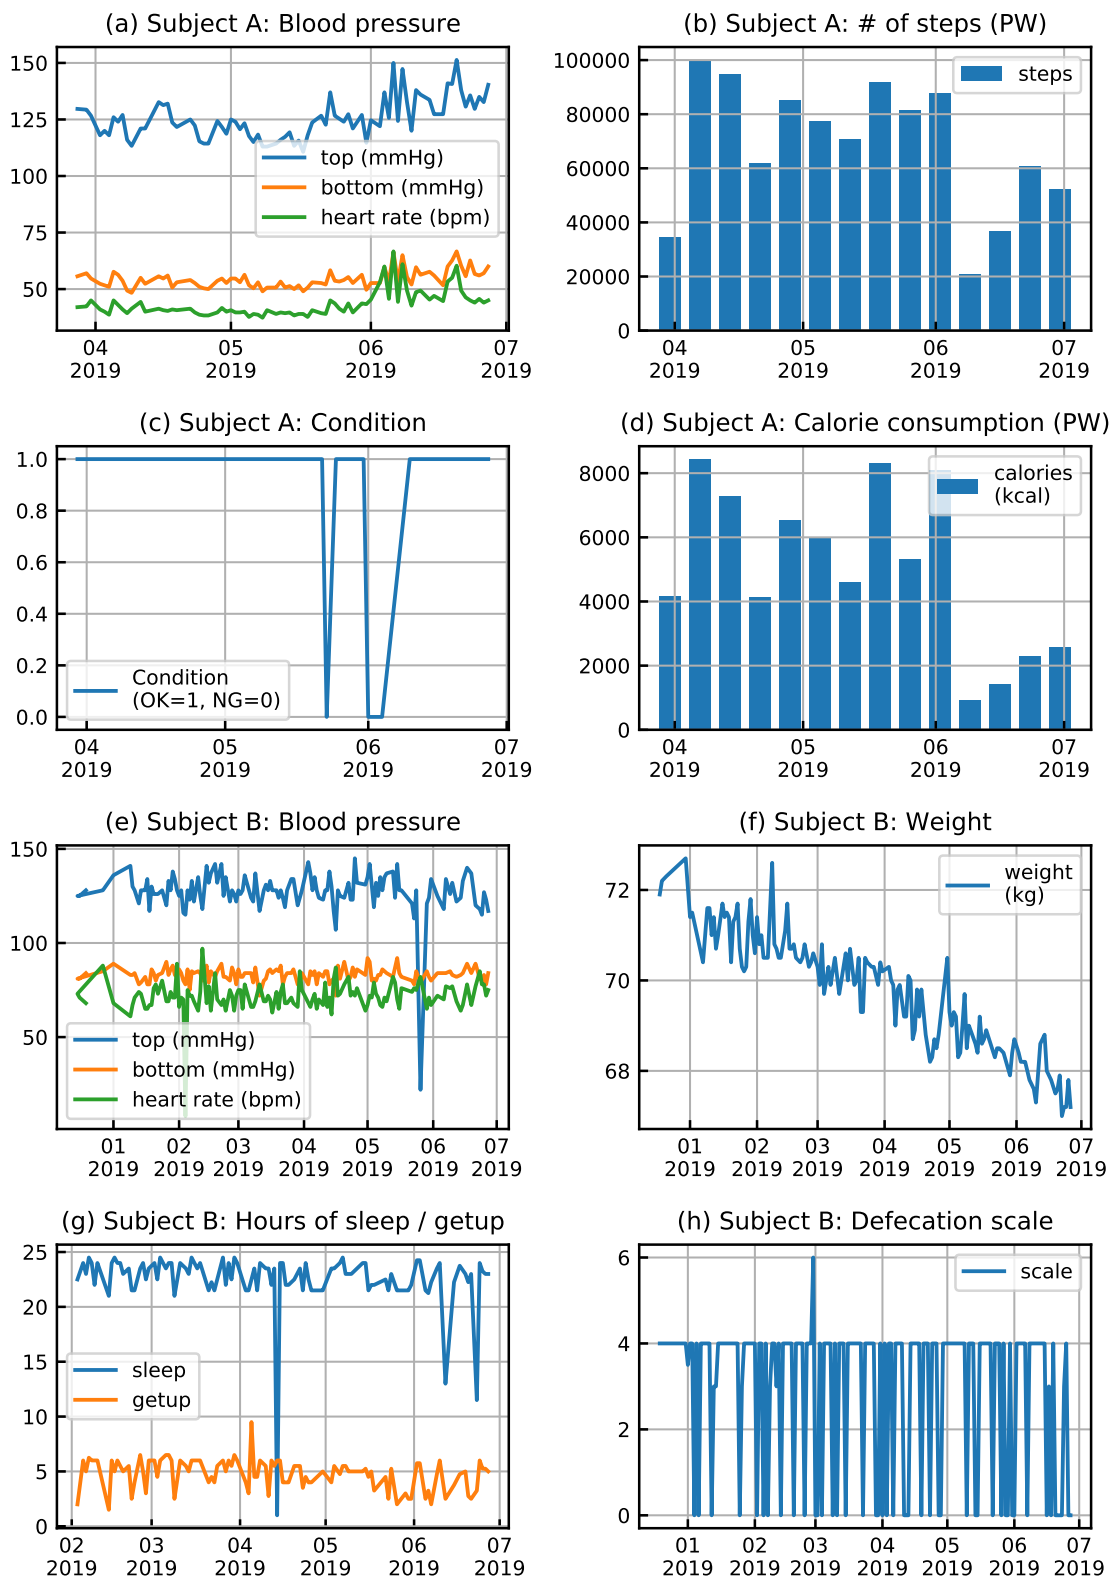 (a) Subject A: Blood pressure
150
125
100
75
50
top (mmHg)
bottom (mmHg)
heart rate (bpm)
04 05 06 07
2019 2019 2019 2019
(b) Subject A: # of steps (PW)
100000
80000
60000
40000
20000
0
steps
04 05 06 07
2019 2019 2019 2019
(c) Subject A: Condition
1.0
0.8
0.6
0.4
0.2
0.0
Condition
(OK=1, NG=0)
04 05 06 07
2019 2019 2019 2019
(d) Subject A: Calorie consumption (PW)
8000
6000
4000
2000
0
calories
(kcal)
04 05 06 07
2019 2019 2019 2019
(e) Subject B: Blood pressure
150
100
50
top (mmHg)
bottom (mmHg)
heart rate (bpm)
01 02 03 04 05 06 07
2019 2019 2019 2019 2019 2019 2019
(f) Subject B: Weight
72
70
68
weight
(kg)
01 02 03 04 05 06 07
2019 2019 2019 2019 2019 2019 2019
(g) Subject B: Hours of sleep / getup
25
20
15
10
5
0
sleep
getup
02 03 04 05 06 07
2019 2019 2019 2019 2019 2019
(h) Subject B: Defecation scale
6
4
2
0
scale
01 02 03 04 05 06 07
2019 2019 2019 2019 2019 2019 2019